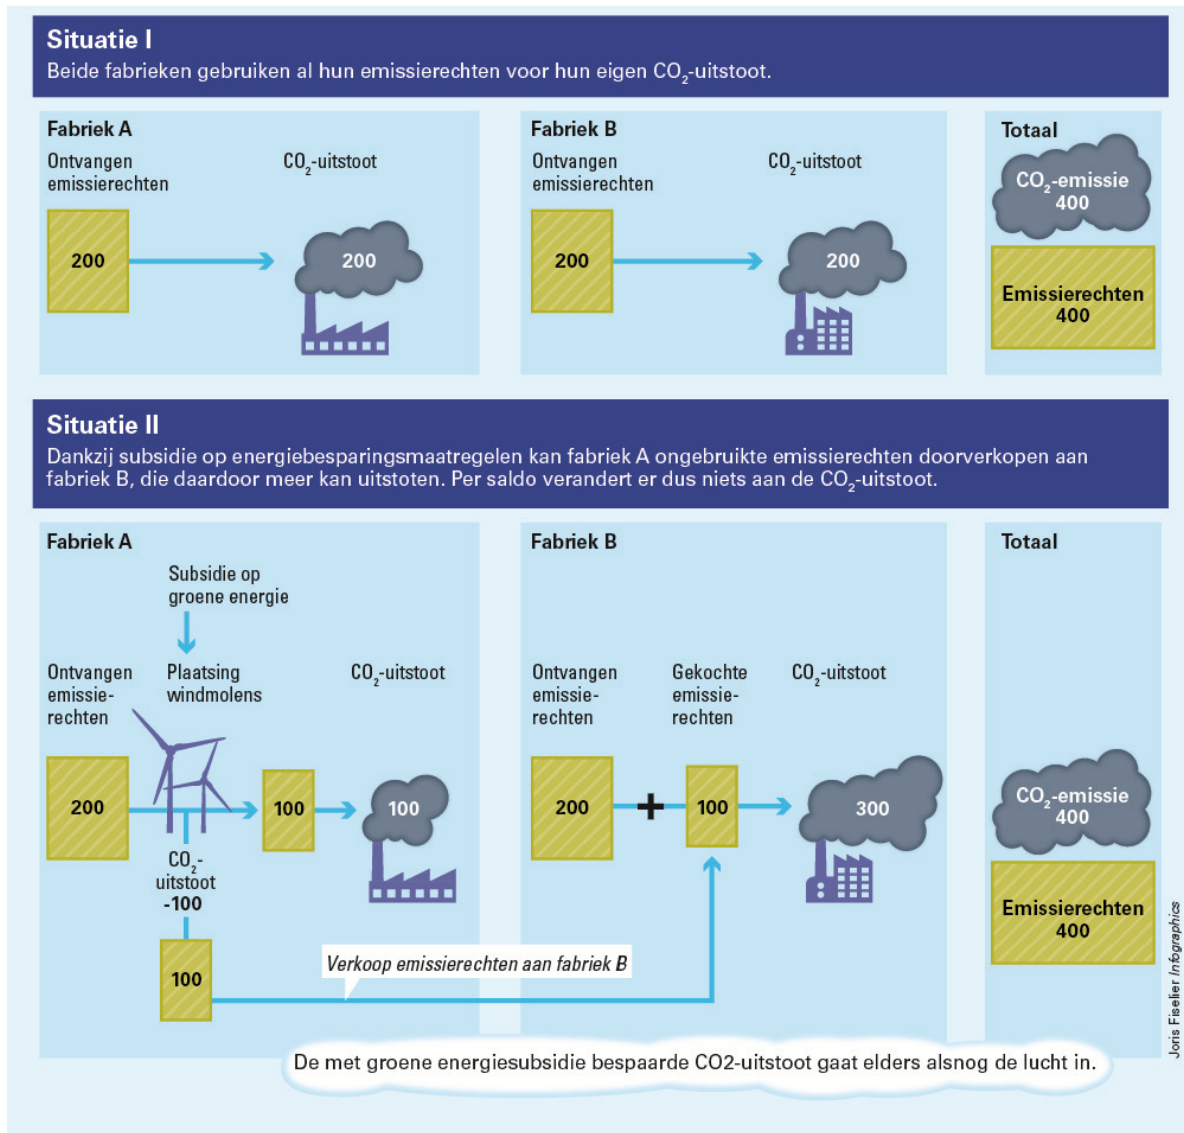 Situatie I
Beide fabrieken gebruiken al hun emissierechten voor hun eigen CO₂-uitstoot.
Fabriek A
Ontvangen
emissierechten
CO₂-uitstoot
200
200
Fabriek B
Ontvangen
emissierechten
CO₂-uitstoot
200
200
Totaal
CO₂-emissie
400
Emissierechten
400
Situatie II
Dankzij subsidie op energiebesparingsmaatregelen kan fabriek A ongebruikte emissierechten doorverkopen aan
fabriek B, die daardoor meer kan uitstoten. Per saldo verandert er dus niets aan de CO₂-uitstoot.
Fabriek A
Subsidie op
groene energie
Ontvangen
emissie-
rechten
Plaatsing
windmolens
CO₂-uitstoot
200
100
100
CO₂-
uitstoot
-100
100
Verkoop emissierechten aan fabriek B
Fabriek B
Ontvangen
emissie-
rechten
Gekochte
emissie-
rechten
CO₂-uitstoot
200
+
100
300
Totaal
CO₂-emissie
400
Emissierechten
400
De met groene energiesubsidie bespaarde CO2-uitstoot gaat elders alsnog de lucht in.
Joris Fiselier Infographics